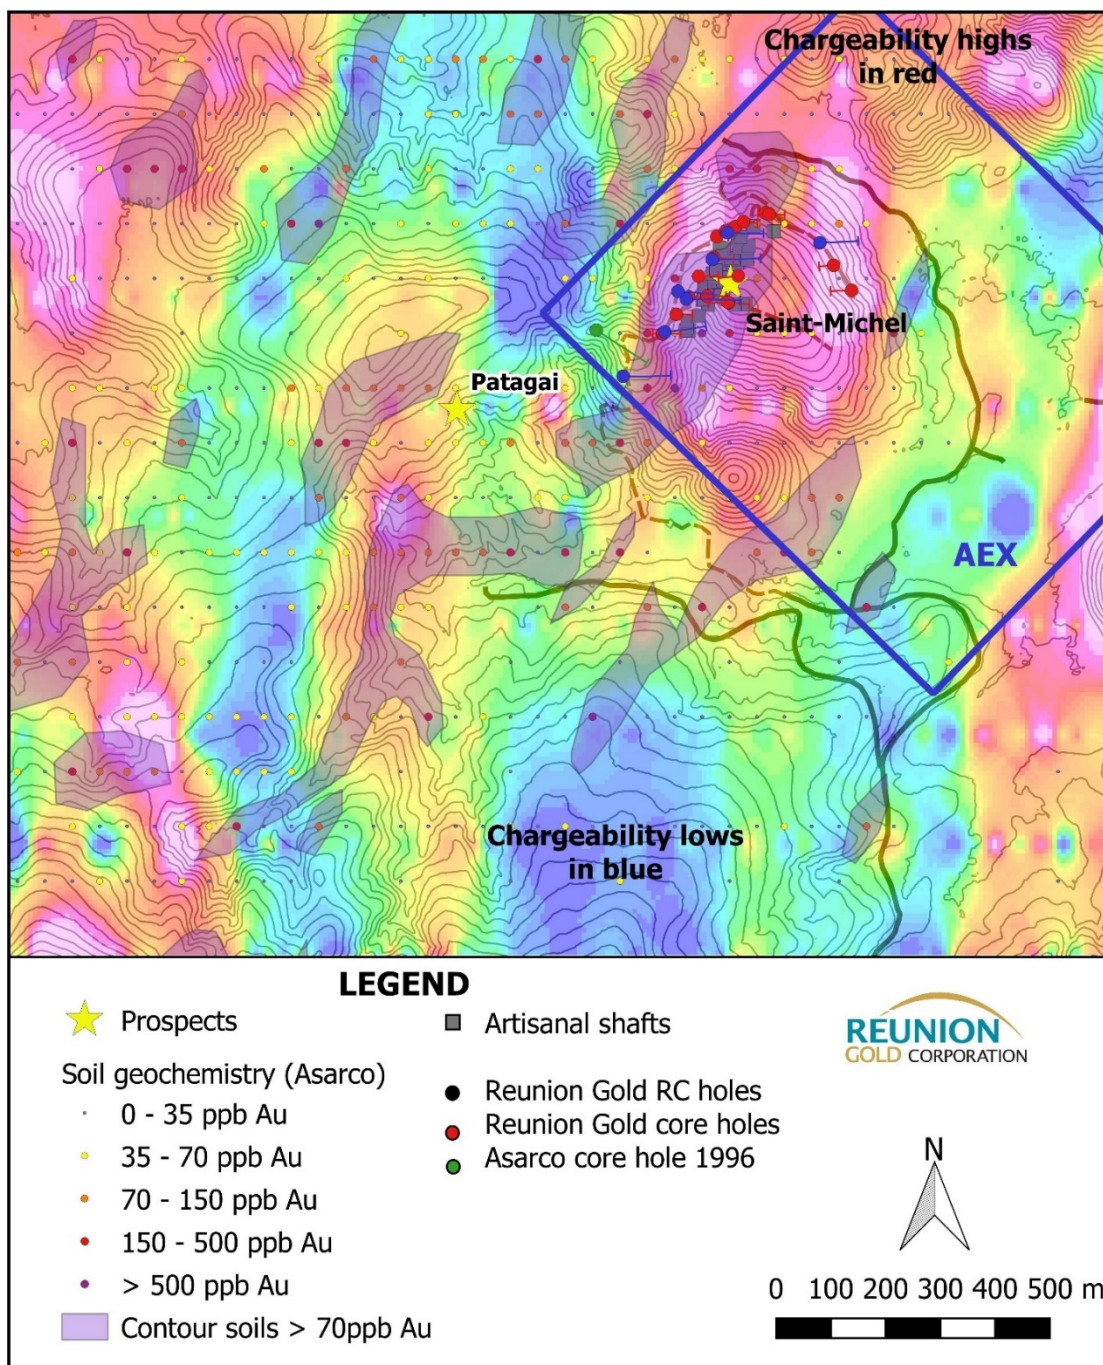 Chargeability highs
in red
Saint-Michel
Patagai
AEX
Chargeability lows
in blue
LEGEND
Prospects
Soil geochemistry (Asarco)
0 - 35 ppb Au
35 - 70 ppb Au
70 - 150 ppb Au
150 - 500 ppb Au
> 500 ppb Au
Contour soils > 70ppb Au
Artisanal shafts
Reunion Gold RC holes
Reunion Gold core holes
Asarco core hole 1996
REUNION
GOLD CORPORATION
N
0 100 200 300 400 500 m